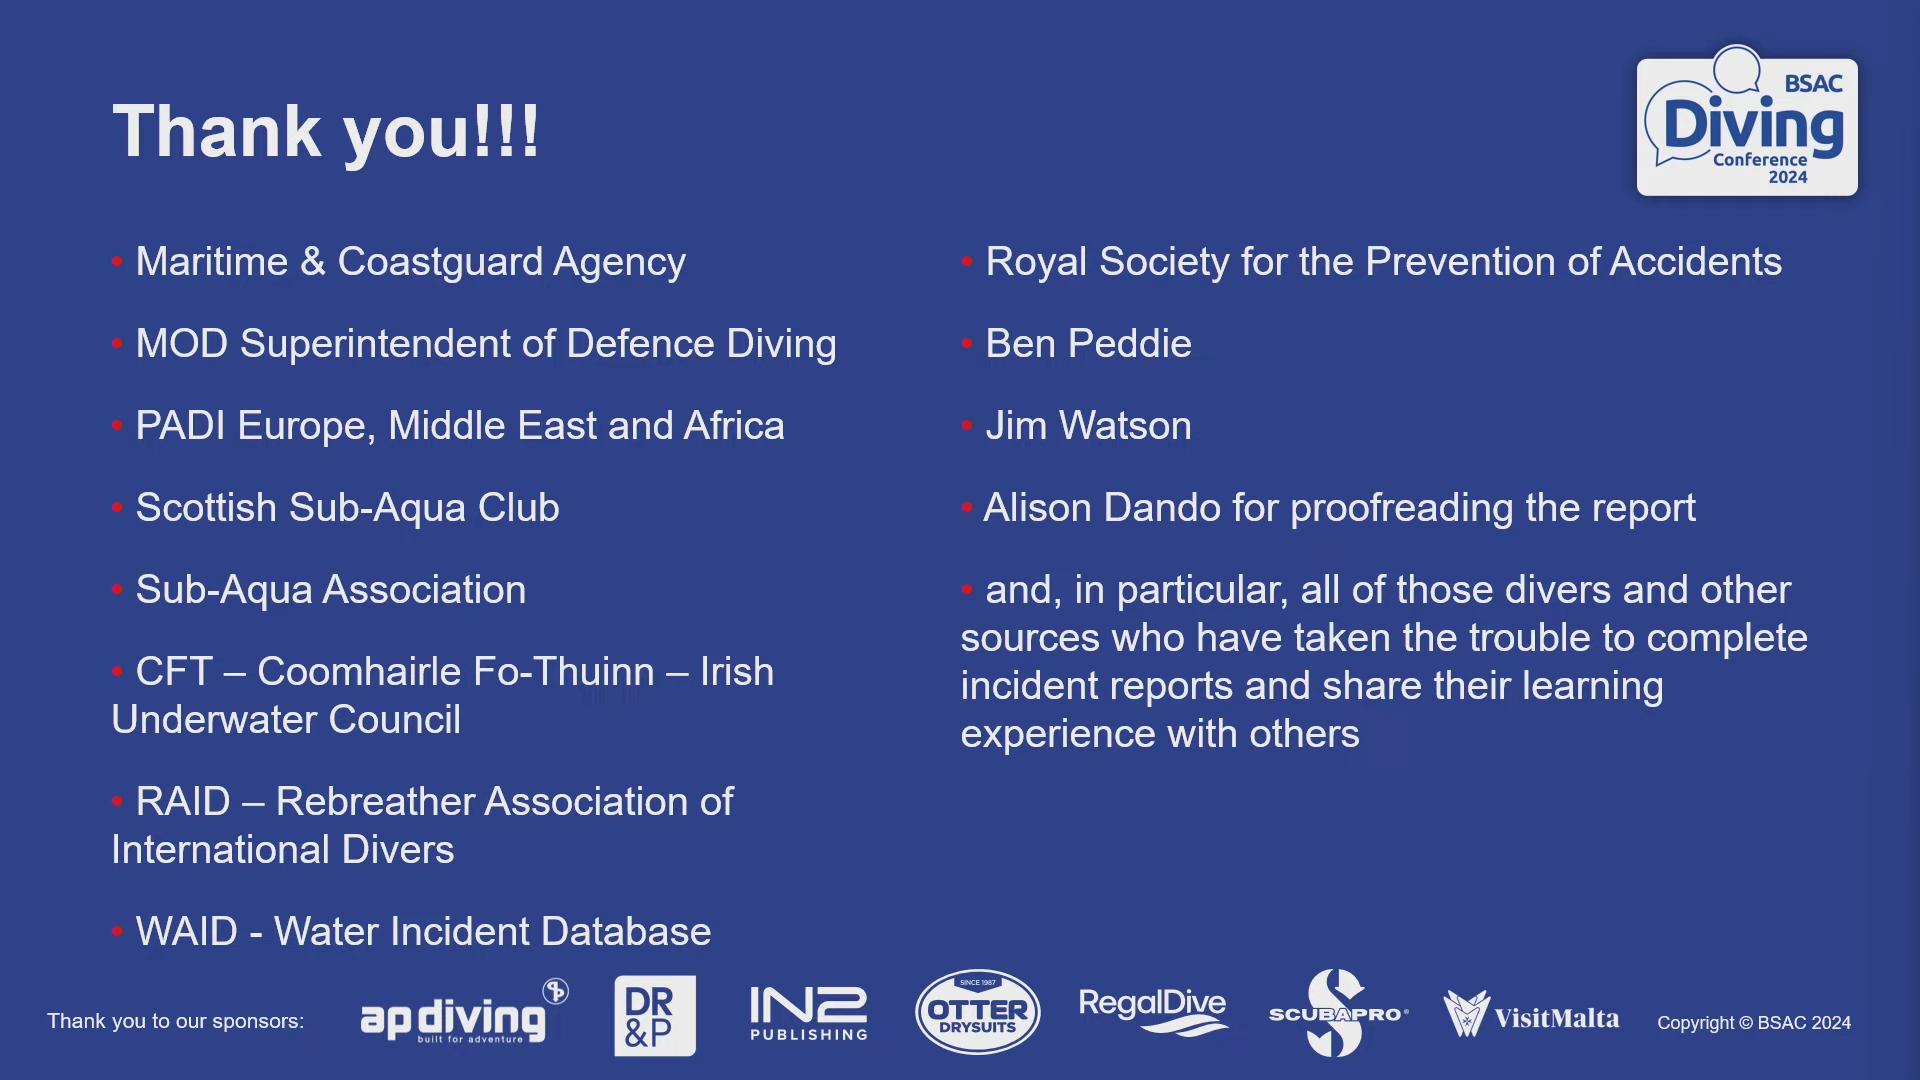 Thank you!!!
BSAC
Diving
Conference
2024
• Maritime & Coastguard Agency
• MOD Superintendent of Defence Diving
• PADI Europe, Middle East and Africa
• Scottish Sub-Aqua Club
• Sub-Aqua Association
• CFT – Coomhairle Fo-Thuinn – Irish
Underwater Council
• RAID – Rebreather Association of
International Divers
• WAID - Water Incident Database
• Royal Society for the Prevention of Accidents
• Ben Peddie
• Jim Watson
• Alison Dando for proofreading the report
• and, in particular, all of those divers and other
sources who have taken the trouble to complete
incident reports and share their learning
experience with others
Thank you to our sponsors:
apdiving
built for adventure
DR
&P
IN2
PUBLISHING
SINCE 1987
OTTER
DRYSUITS
RegalDive
SCUBAPRO®
VisitMalta
Copyright © BSAC 2024